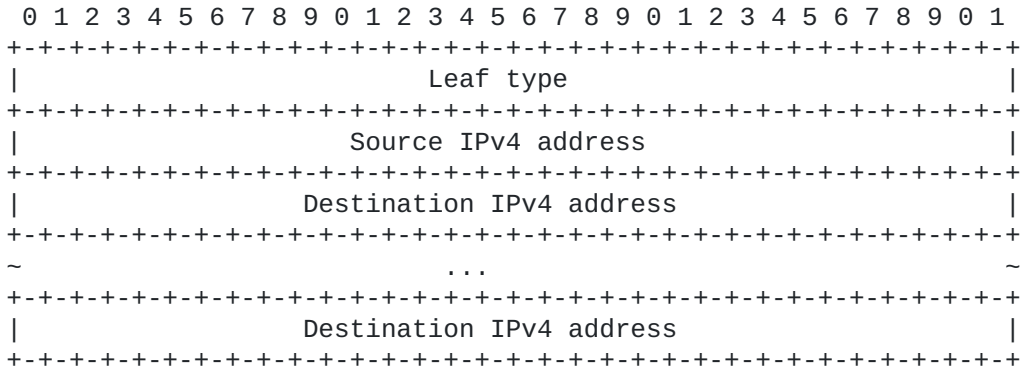 0 1 2 3 4 5 6 7 8 9 0 1 2 3 4 5 6 7 8 9 0 1 2 3 4 5 6 7 8 9 0 1
+-+-+-+-+-+-+-+-+-+-+-+-+-+-+-+-+-+-+-+-+-+-+-+-+-+-+-+-+-+-+-+-+
|                          Leaf type                            |
+-+-+-+-+-+-+-+-+-+-+-+-+-+-+-+-+-+-+-+-+-+-+-+-+-+-+-+-+-+-+-+-+
|                     Source IPv4 address                       |
+-+-+-+-+-+-+-+-+-+-+-+-+-+-+-+-+-+-+-+-+-+-+-+-+-+-+-+-+-+-+-+-+
|                  Destination IPv4 address                     |
+-+-+-+-+-+-+-+-+-+-+-+-+-+-+-+-+-+-+-+-+-+-+-+-+-+-+-+-+-+-+-+-+
~                           ...                                 ~
+-+-+-+-+-+-+-+-+-+-+-+-+-+-+-+-+-+-+-+-+-+-+-+-+-+-+-+-+-+-+-+-+
|                  Destination IPv4 address                     |
+-+-+-+-+-+-+-+-+-+-+-+-+-+-+-+-+-+-+-+-+-+-+-+-+-+-+-+-+-+-+-+-+